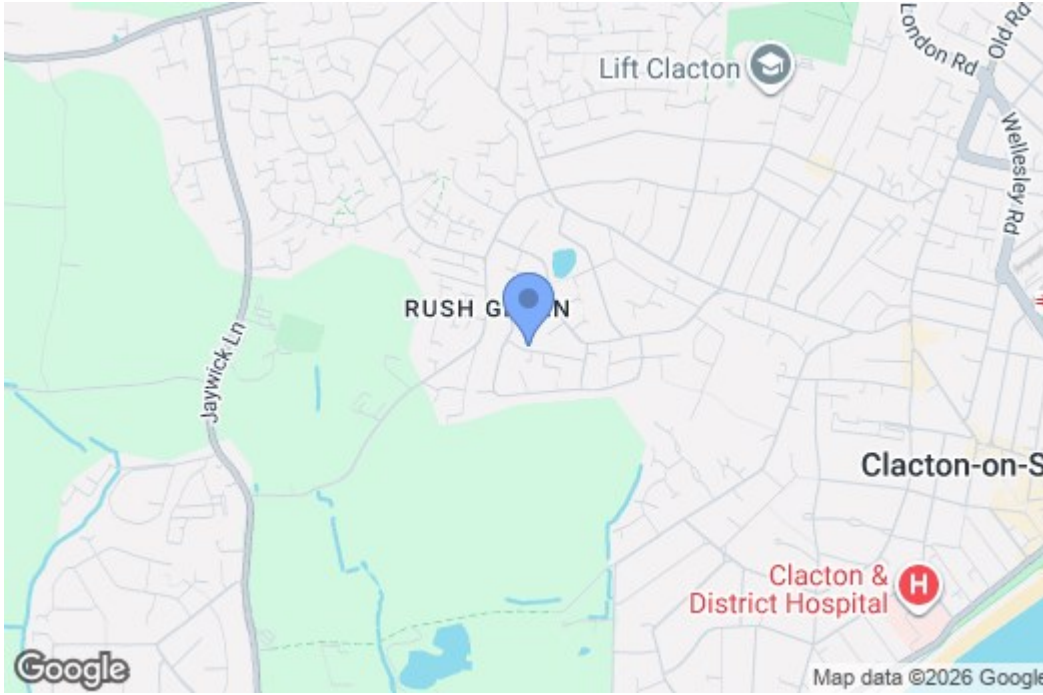 London Rd
Old Rd
Lift Clacton
Wellesley Rd
RUSH G
N
Jaywick Ln
Clacton-on-S
Clacton &
District Hospital
H
Google
Map data ©2026 Google